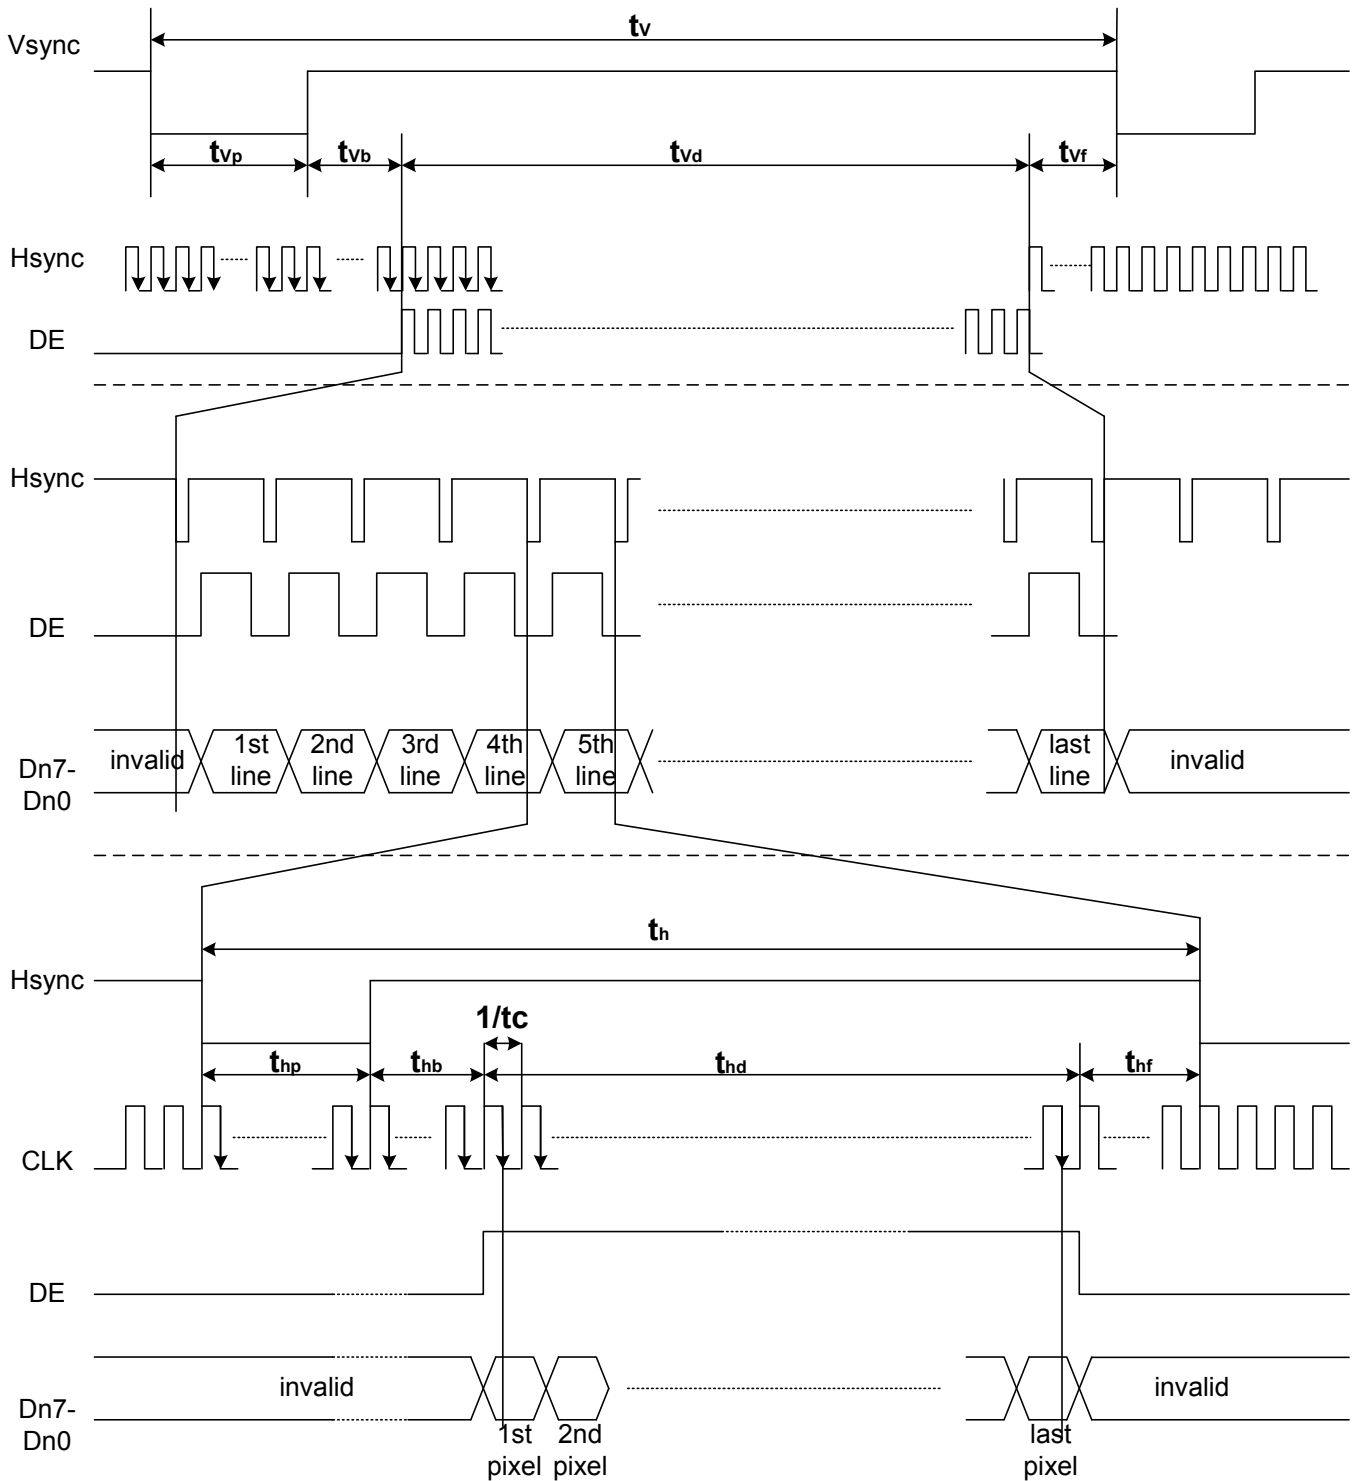 tv
Vsync
tvp
tvb
tvd
tvf
Hsync
DE
Hsync
DE
invalid
1st line
2nd line
3rd line
4th line
5th line
last line
invalid
Dn7-
Dn0
th
Hsync
1/tc
thp
thb
thd
thf
CLK
DE
invalid
invalid
Dn7-
Dn0
1st pixel
2nd pixel
last pixel